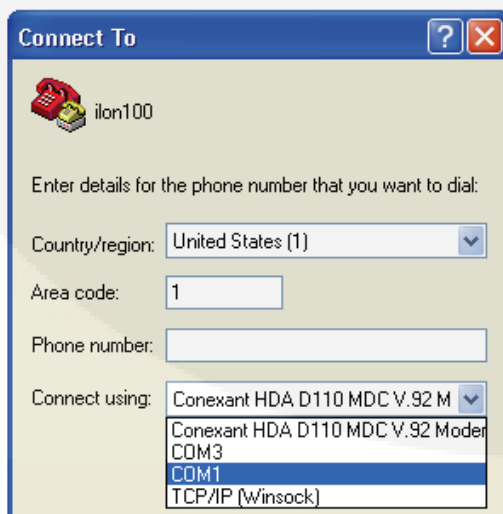 Connect To
ilon100
Enter details for the phone number that you want to dial:
Country/region: United States (1)
Area code: 1
Phone number:
Connect using: Conexant HDA D110 MDC V.92 M
Conexant HDA D110 MDC V.92 Moder
COM3
COM1
TCP/IP (Winsock)